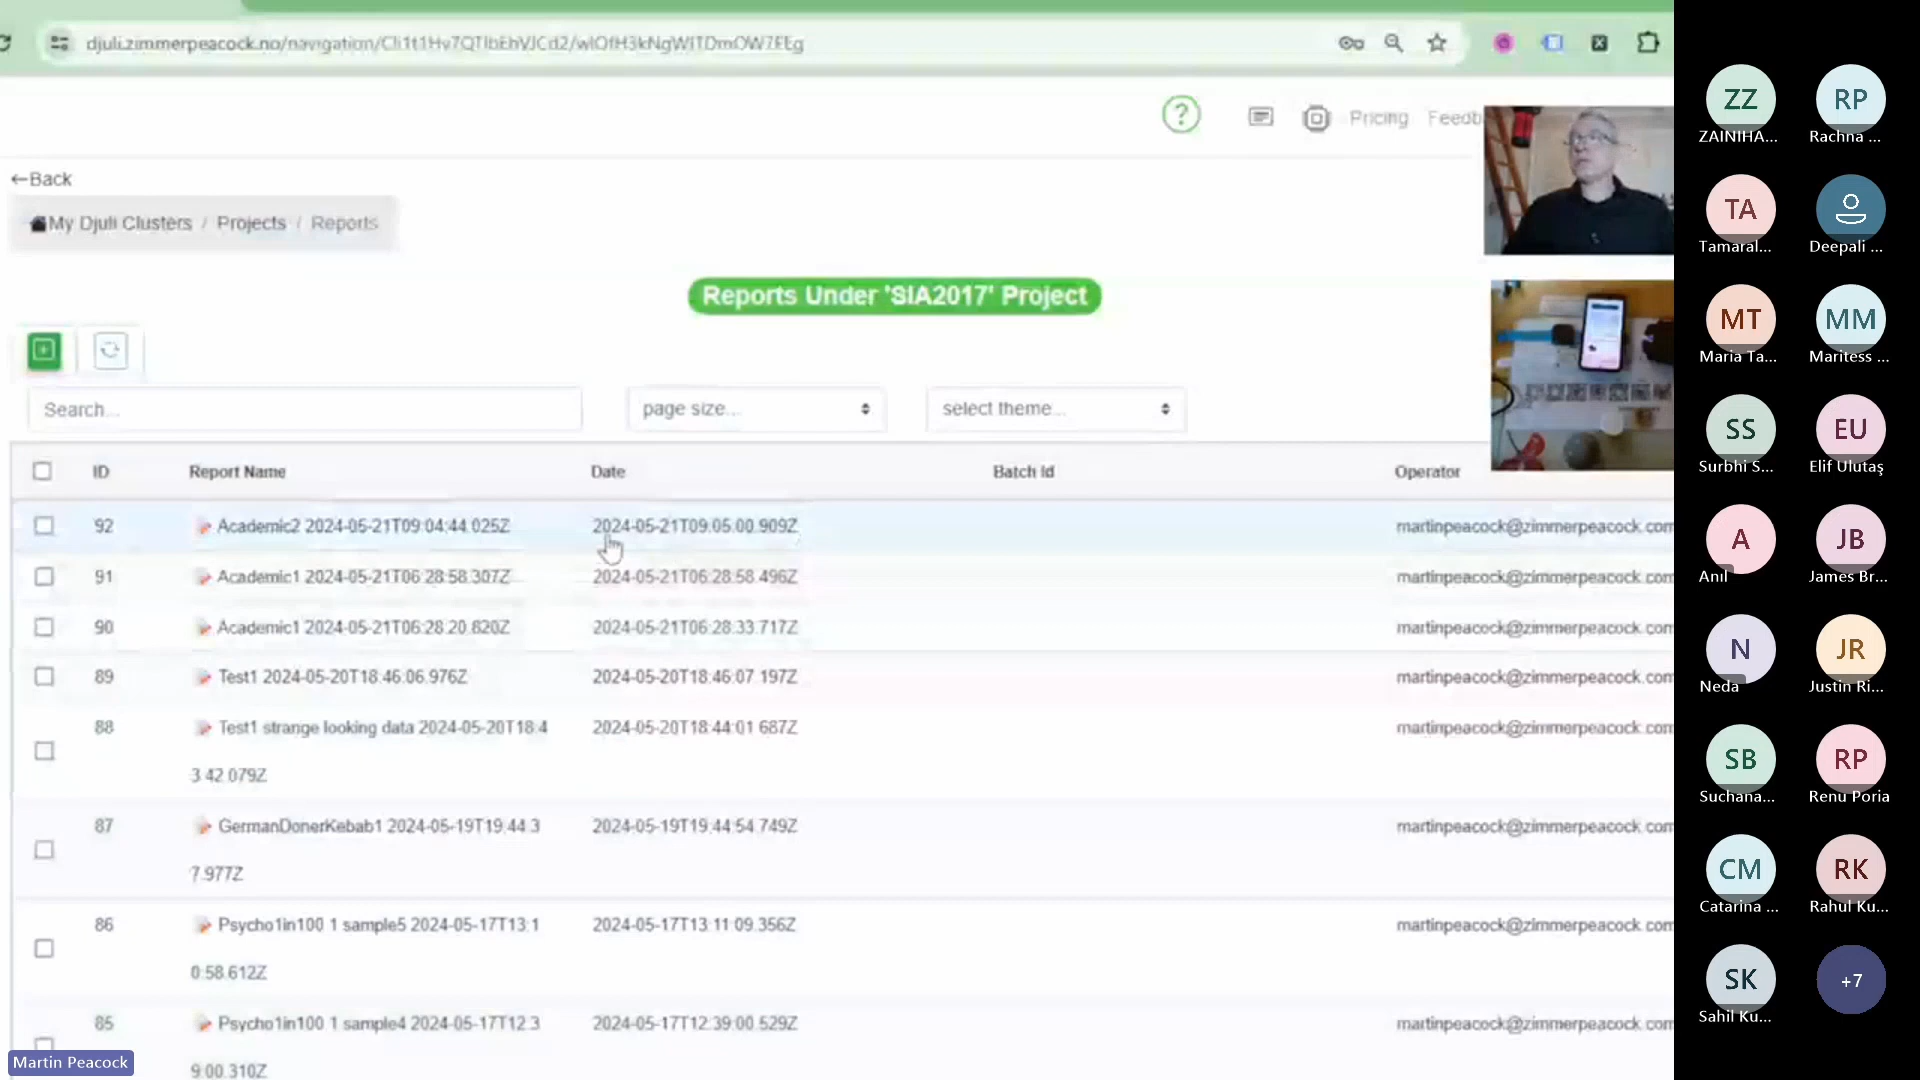 Pricing Feedb
←Back
My Djuli Clusters / Projects / Reports
Reports Under 'SIA2017' Project
Search...
page size...
select theme...
ID Report Name Date Batch Id Operator
92 Academic2 2024-05-21T09:04:44.025Z 2024-05-21T09:05:00.909Z martinpeacock@zimmerpeacock.com
91 Academic1 2024-05-21T06:28:58.307Z 2024-05-21T06:28:58.496Z martinpeacock@zimmerpeacock.com
90 Academic1 2024-05-21T06:28:20.820Z 2024-05-21T06:28:33.717Z martinpeacock@zimmerpeacock.com
89 Test1 2024-05-20T18:46:06.976Z 2024-05-20T18:46:07.197Z martinpeacock@zimmerpeacock.com
88 Test1 strange looking data 2024-05-20T18:4 2024-05-20T18:44:01.687Z martinpeacock@zimmerpeacock.com
3:42.079Z
87 GermanDonerKebab1 2024-05-19T19:44:3 2024-05-19T19:44:54.749Z martinpeacock@zimmerpeacock.com
7.977Z
86 Psycho1in100 1 sample5 2024-05-17T13:1 2024-05-17T13:11:09.356Z martinpeacock@zimmerpeacock.com
0:58.612Z
85 Psycho1in100 1 sample4 2024-05-17T12:3 2024-05-17T12:39:00.529Z martinpeacock@zimmerpeacock.com
9:00.310Z
Martin Peacock
ZZ RP
ZAINIHA... Rachna ...
TA
Tamaral... Deepali ...
MT MM
Maria Ta... Maritess ...
SS EU
Surbhi S... Elif Ulutaş
A JB
Anil James Br...
N JR
Neda Justin Ri...
SB RP
Suchana... Renu Poria
CM RK
Catarina ... Rahul Ku...
SK +7
Sahil Ku...